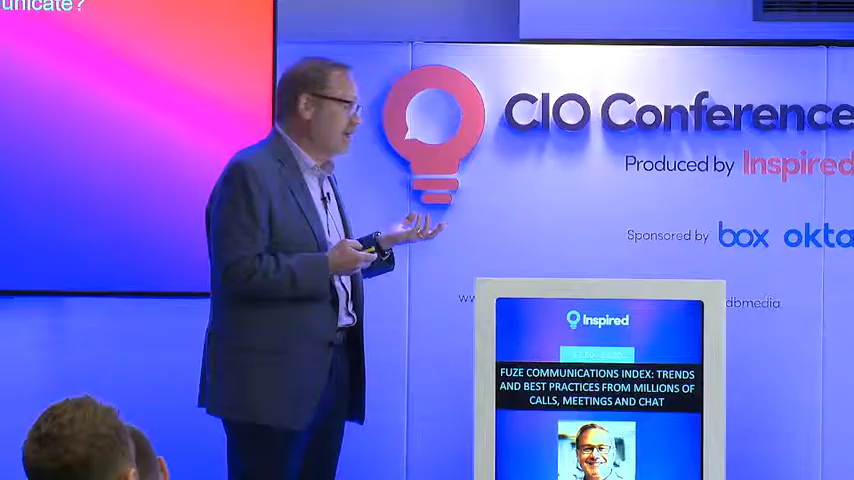 unicate?
CIO Conference
Produced by Inspired
Sponsored by box okta
dbmedia
Inspired
FUZE COMMUNICATIONS INDEX: TRENDS
AND BEST PRACTICES FROM MILLIONS OF
CALLS, MEETINGS AND CHAT